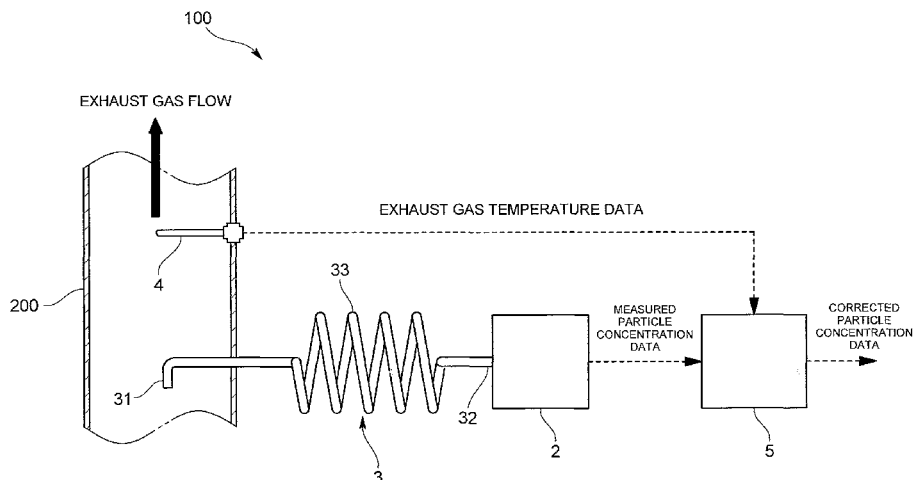 100
EXHAUST GAS FLOW
EXHAUST GAS TEMPERATURE DATA
4
200
33
MEASURED
PARTICLE
CONCENTRATION
DATA
CORRECTED
PARTICLE
CONCENTRATION
DATA
31
32
2
5
3